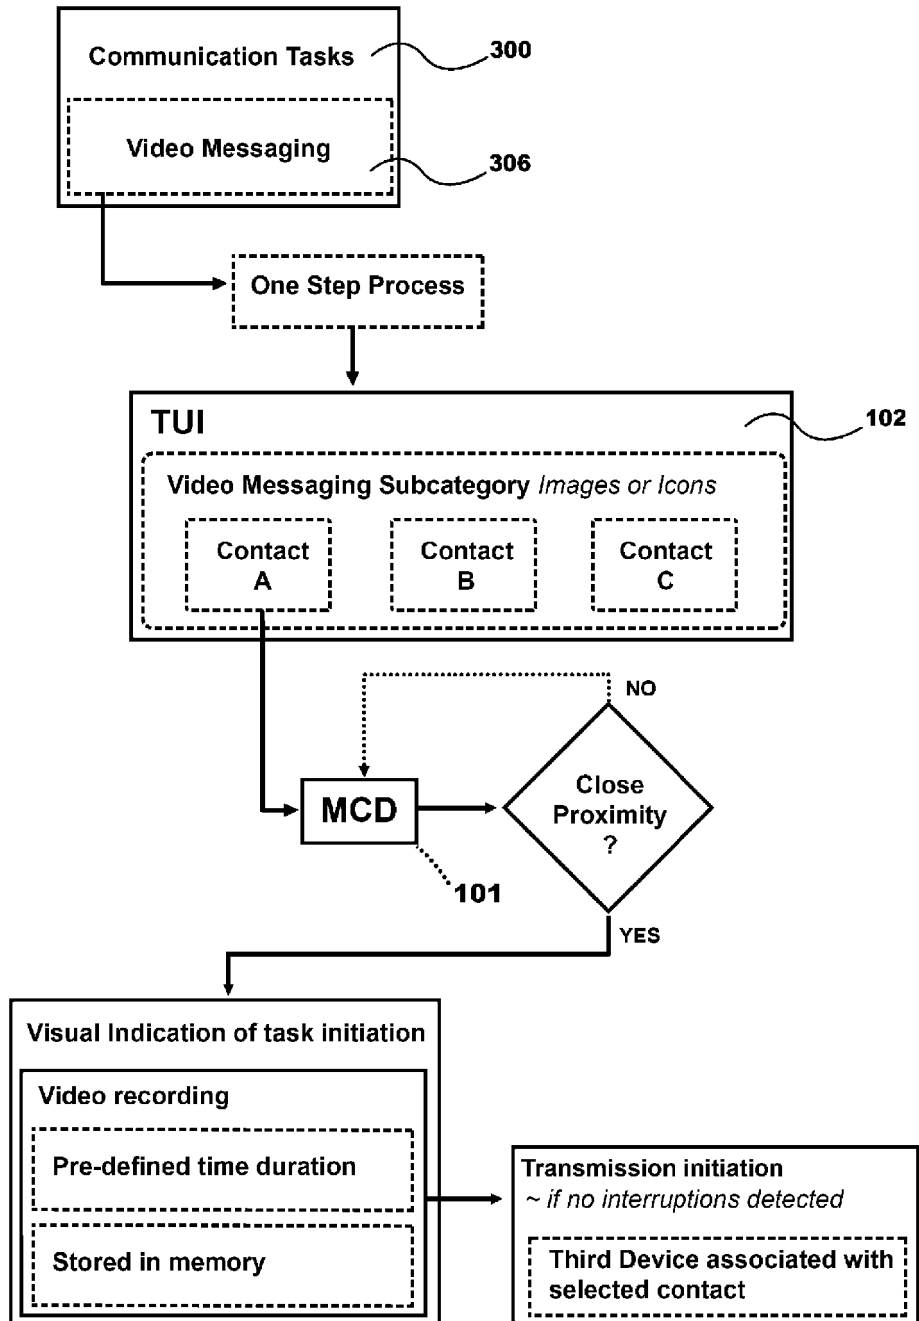 Communication Tasks
300
Video Messaging
306
One Step Process
TUI
102
Video Messaging Subcategory Images or Icons
Contact
A
Contact
B
Contact
C
NO
MCD
Close
Proximity
?
101
YES
Visual Indication of task initiation
Video recording
Pre-defined time duration
Stored in memory
Transmission initiation
~ if no interruptions detected
Third Device associated with
selected contact